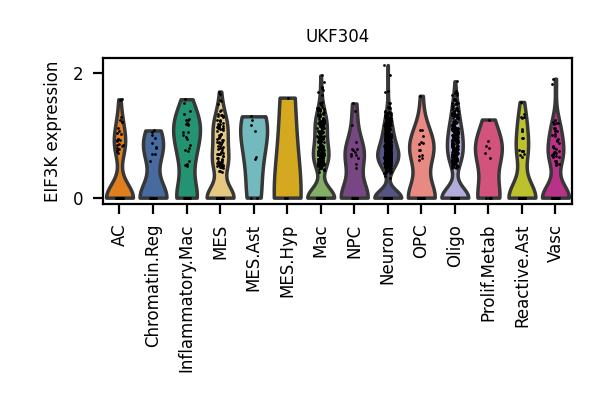 UKF304
EIF3K expression
2
0
AC
Chromatin.Reg
Inflammatory.Mac
MES
MES.Ast
MES.Hyp
Mac
NPC
Neuron
OPC
Oligo
Prolif.Metab
Reactive.Ast
Vasc